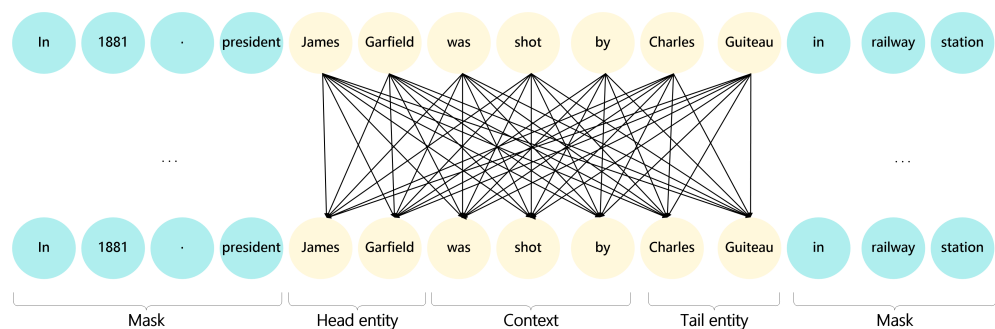 In 1881 . president James Garfield was shot by Charles Guiteau in railway station
... ...
In 1881 . president James Garfield was shot by Charles Guiteau in railway station
Mask Head entity Context Tail entity Mask